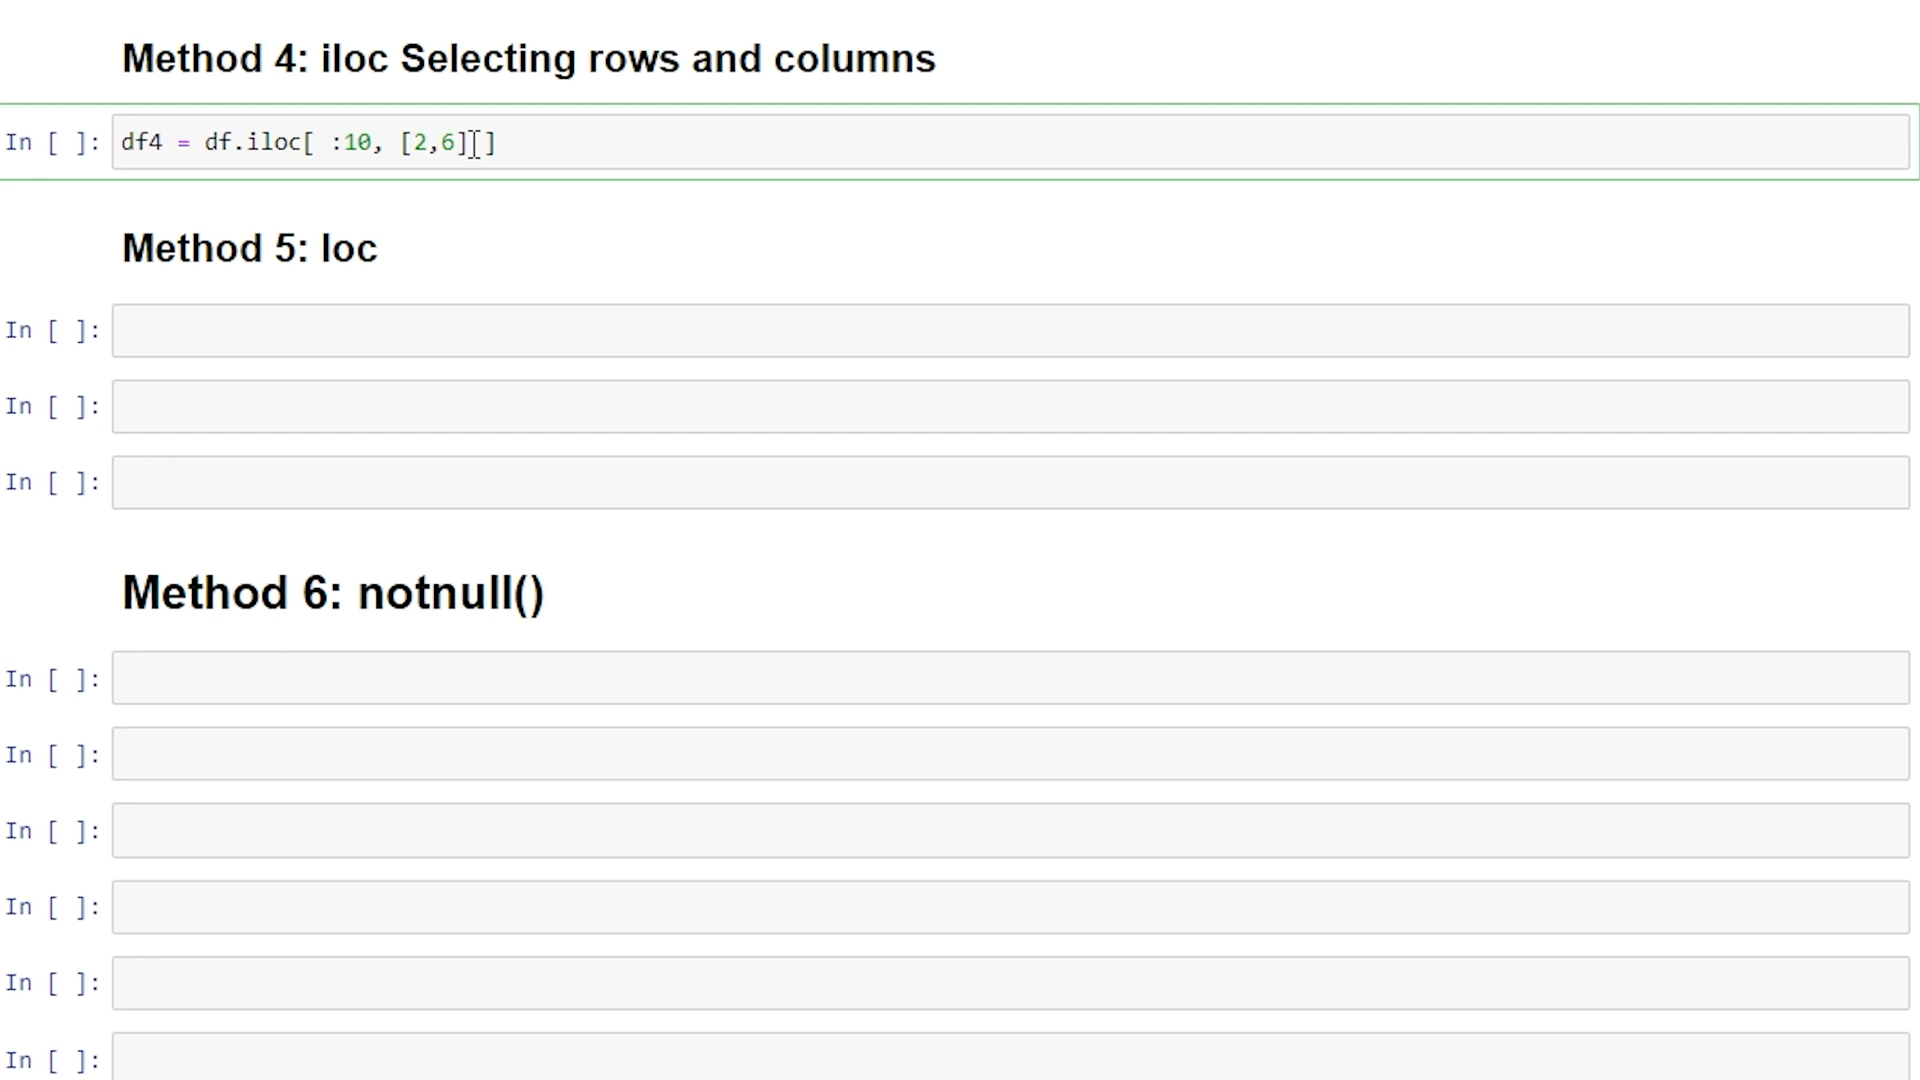 Method 4: iloc Selecting rows and columns
In [ ]: df4 = df.iloc[ :10, [2,6] ]
Method 5: loc
In [ ]:
In [ ]:
In [ ]:
Method 6: notnull()
In [ ]:
In [ ]:
In [ ]:
In [ ]:
In [ ]:
In [ ]: